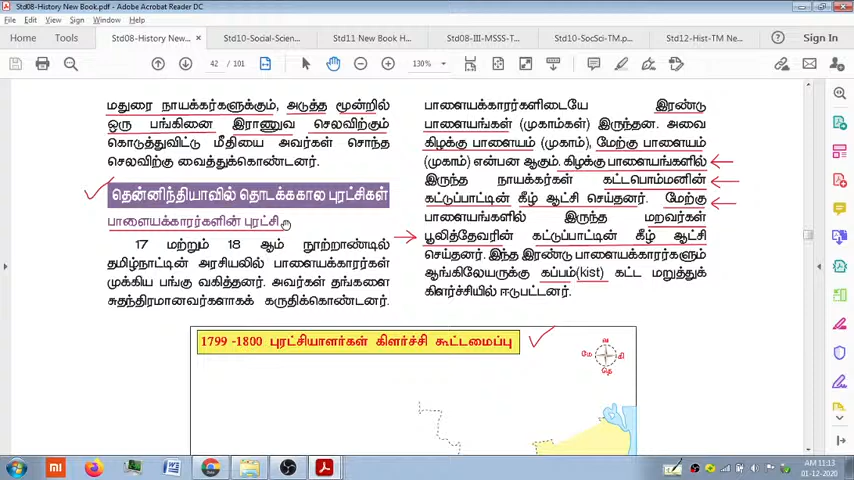 Std08-History New Book.pdf - Adobe Acrobat Reader DC
File Edit View Sign Window Help
Home Tools Std08-History New... × Std10-Social-Scien... Std11 New Book H... Std08-III-MSSS-T... Std10-SocSci-TM.p... Std12-Hist-TM Ne... Sign In
42 / 101 130%
மதுரை நாயக்கர்களுக்கும், அடுத்த மூன்றில்
ஒரு பங்கினை இராணுவ செலவிற்கும்
கொடுத்துவிட்டு மீதியை அவர்கள் சொந்த
செலவிற்கு வைத்துக்கொண்டனர்.
தென்னிந்தியாவில் தொடக்ககால புரட்சிகள்
பாளையக்காரர்களின் புரட்சி
17 மற்றும் 18 ஆம் நூற்றாண்டில்
தமிழ்நாட்டின் அரசியலில் பாளையக்காரர்கள்
முக்கிய பங்கு வகித்தனர். அவர்கள் தங்களை
சுதந்திரமானவர்களாகக் கருதிக்கொண்டனர்.
பாளையக்காரர்களிடையே இரண்டு
பாளையங்கள் (முகாம்கள்) இருந்தன. அவை
கிழக்கு பாளையம் (முகாம்), மேற்கு பாளையம்
(முகாம்) என்பன ஆகும். கிழக்கு பாளையங்களில்
இருந்த நாயக்கர்கள் கட்டபொம்மனின்
கட்டுப்பாட்டின் கீழ் ஆட்சி செய்தனர். மேற்கு
பாளையங்களில் இருந்த மறவர்கள்
பூலித்தேவரின் கட்டுப்பாட்டின் கீழ் ஆட்சி
செய்தனர். இந்த இரண்டு பாளையக்காரர்களும்
ஆங்கிலேயருக்கு கப்பம்(kist) கட்ட மறுத்துக்
கிளர்ச்சியில் ஈடுபட்டனர்.
1799 -1800 புரட்சியாளர்கள் கிளர்ச்சி கூட்டமைப்பு
வ
மே கி
தெ
AM 11:13
01-12-2020